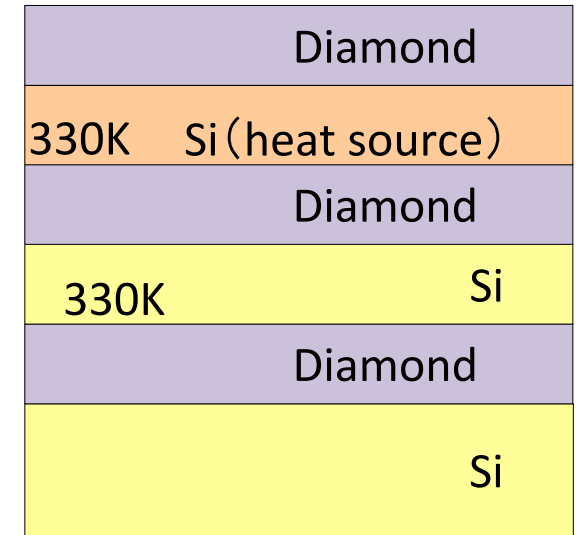 Diamond
330K Si（heat source）
Diamond
Si
330K
Diamond
Si